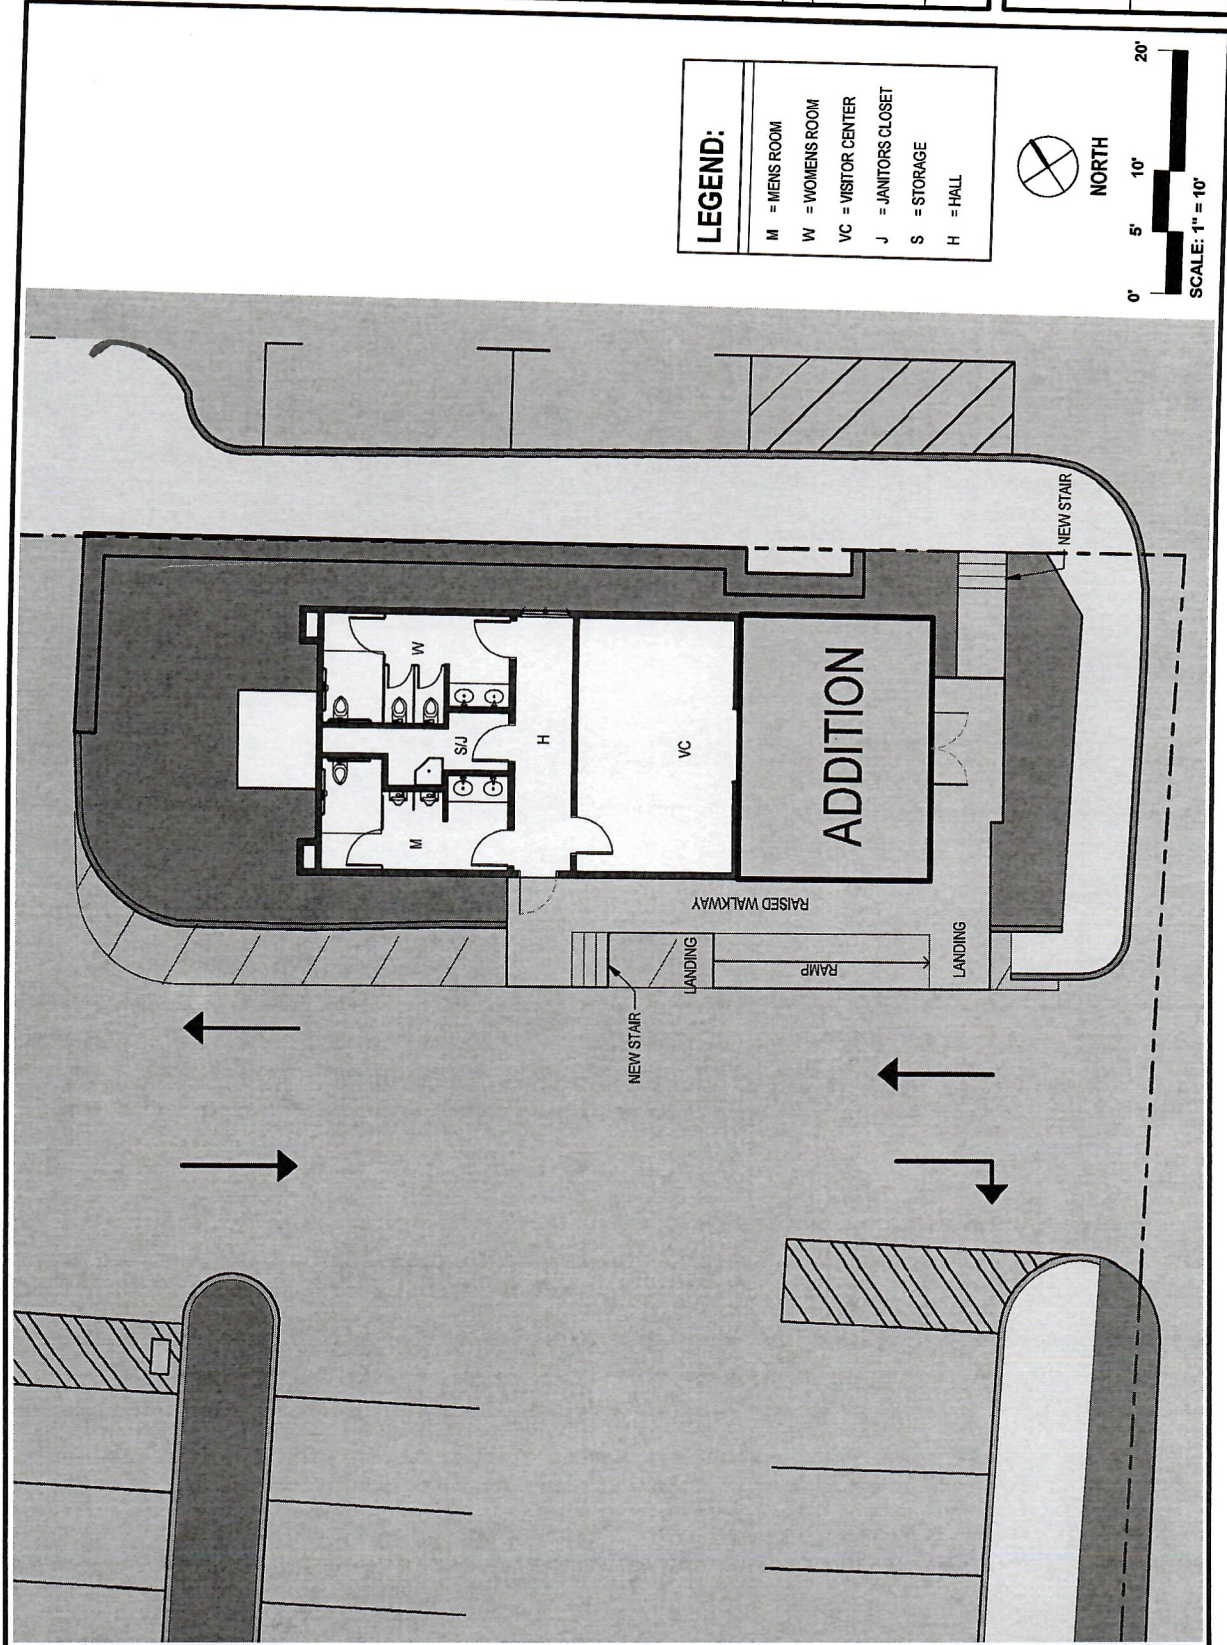 LEGEND:
M = MENS ROOM
W = WOMENS ROOM
VC = VISITOR CENTER
J = JANITORS CLOSET
S = STORAGE
H = HALL
NORTH
0' 5' 10' 20'
SCALE: 1" = 10'
NEW STAIR
W
S/J
H
M
VC
ADDITION
RAISED WALKWAY
LANDING
RAMP
LANDING
NEW STAIR